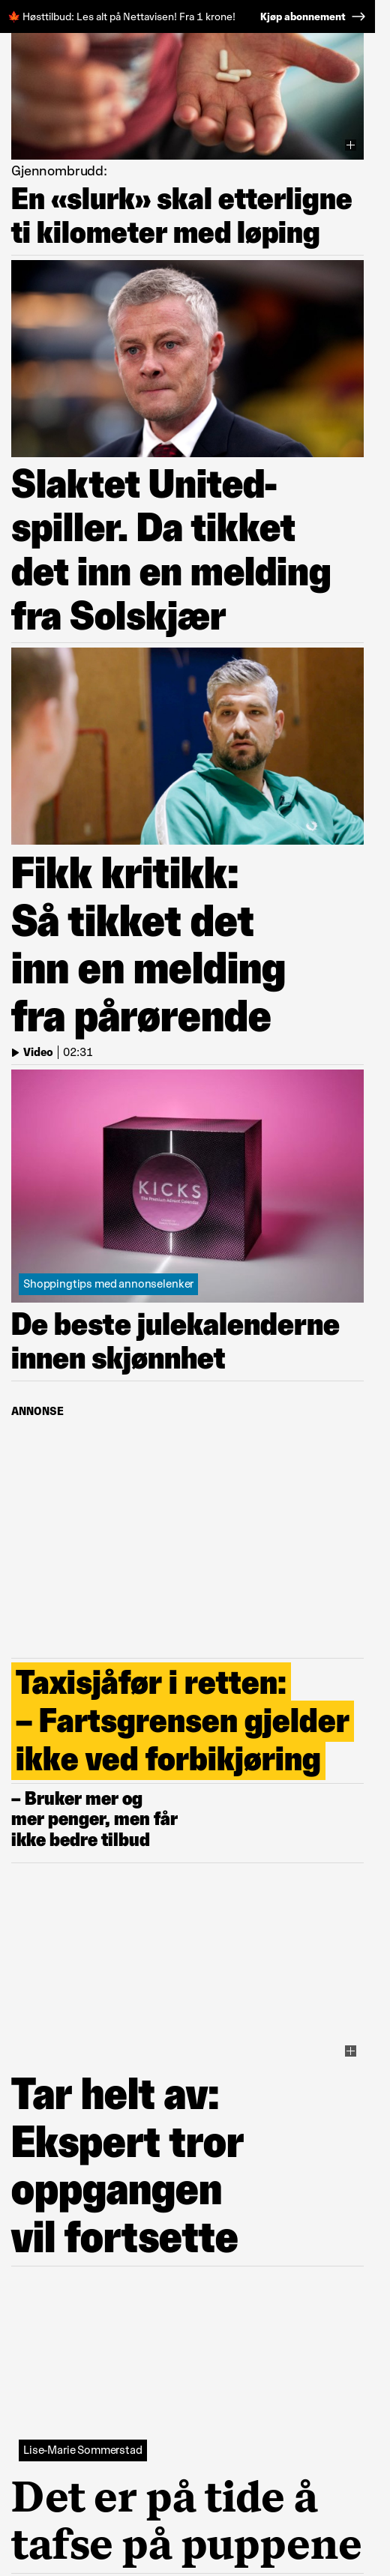 🍁 Høsttilbud: Les alt på Nettavisen! Fra 1 krone! Kjøp abonnement →
Gjennombrudd:
En «slurk» skal etterligne
ti kilometer med løping
Slaktet United-
spiller. Da tikket
det inn en melding
fra Solskjær
Fikk kritikk:
Så tikket det
inn en melding
fra pårørende
Video | 02:31
KICKS
Shoppingtips med annonselenker
De beste julekalenderne
innen skjønnhet
ANNONSE
Taxisjåfør i retten:
– Fartsgrensen gjelder
ikke ved forbikjøring
– Bruker mer og
mer penger, men får
ikke bedre tilbud
Tar helt av:
Ekspert tror
oppgangen
vil fortsette
Lise-Marie Sommerstad
Det er på tide å
tafse på puppene